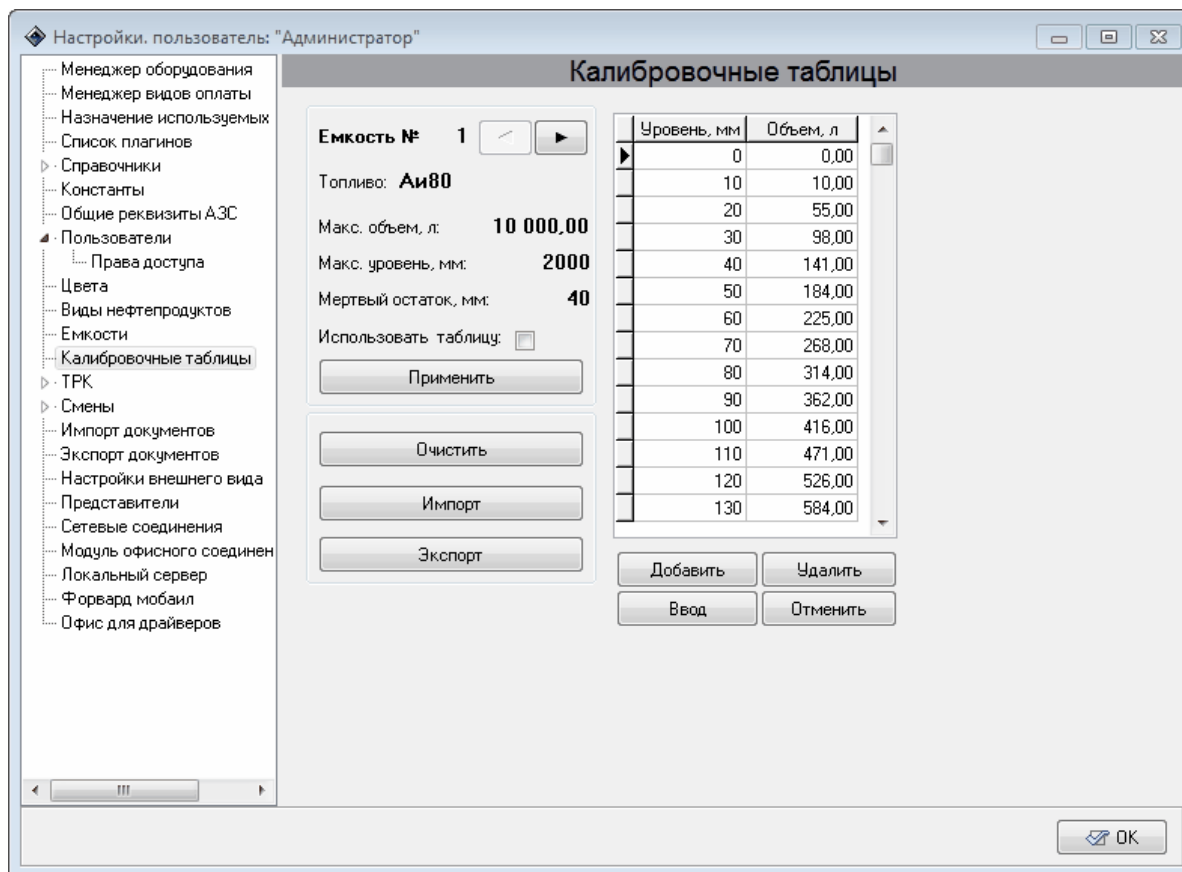 Настройки. пользователь: "Администратор"
Менеджер оборудования
Менеджер видов оплаты
Назначение используемых
Список плагинов
Справочники
Константы
Общие реквизиты АЗС
Пользователи
Права доступа
Цвета
Виды нефтепродуктов
Емкости
Калибровочные таблицы
ТРК
Смены
Импорт документов
Экспорт документов
Настройки внешнего вида
Представители
Сетевые соединения
Модуль офисного соединен
Локальный сервер
Форвард мобаил
Офис для драйверов
Калибровочные таблицы
Емкость № 1
Топливо: Аи80
Макс. объем, л: 10 000,00
Макс. уровень, мм: 2000
Мертвый остаток, мм: 40
Использовать таблицу:
Применить
Очистить
Импорт
Экспорт
Уровень, мм Объем, л
0 0,00
10 10,00
20 55,00
30 98,00
40 141,00
50 184,00
60 225,00
70 268,00
80 314,00
90 362,00
100 416,00
110 471,00
120 526,00
130 584,00
Добавить Удалить
Ввод Отменить
OK